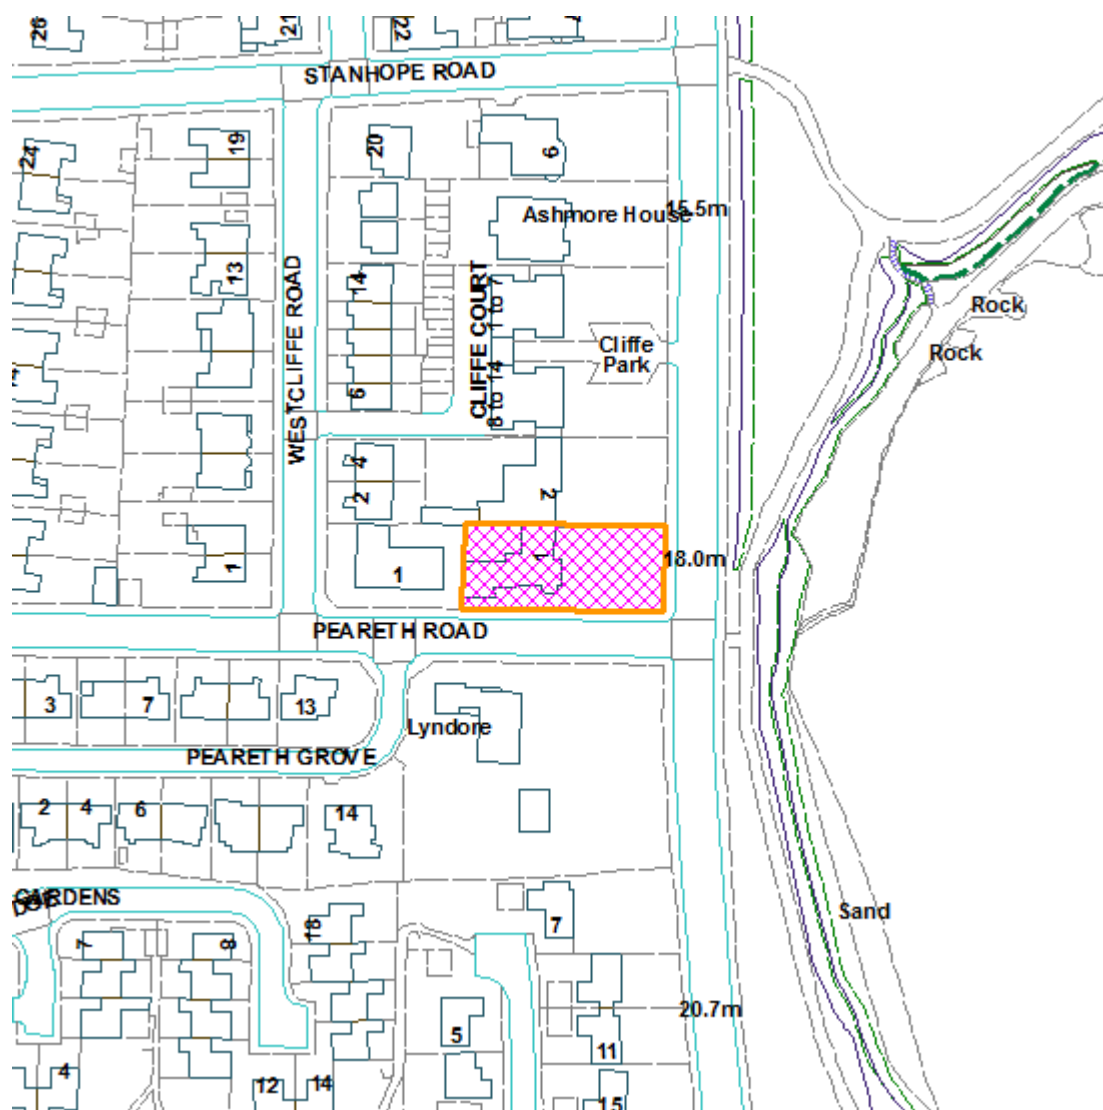 26
21
22
STANHOPE ROAD
24
19
20
6
Ashmore House
15.5m
13
14
WESTCLIFFE ROAD
CLIFFE COURT
1 to 7
8 to 14
Cliffe
Park
Rock
Rock
6
4
2
2
1
1
1
18.0m
PEARETH ROAD
3
7
13
Lyndore
PEARETH GROVE
2
4
6
14
GARDENS
7
8
18
7
Sand
5
11
20.7m
4
12
14
15